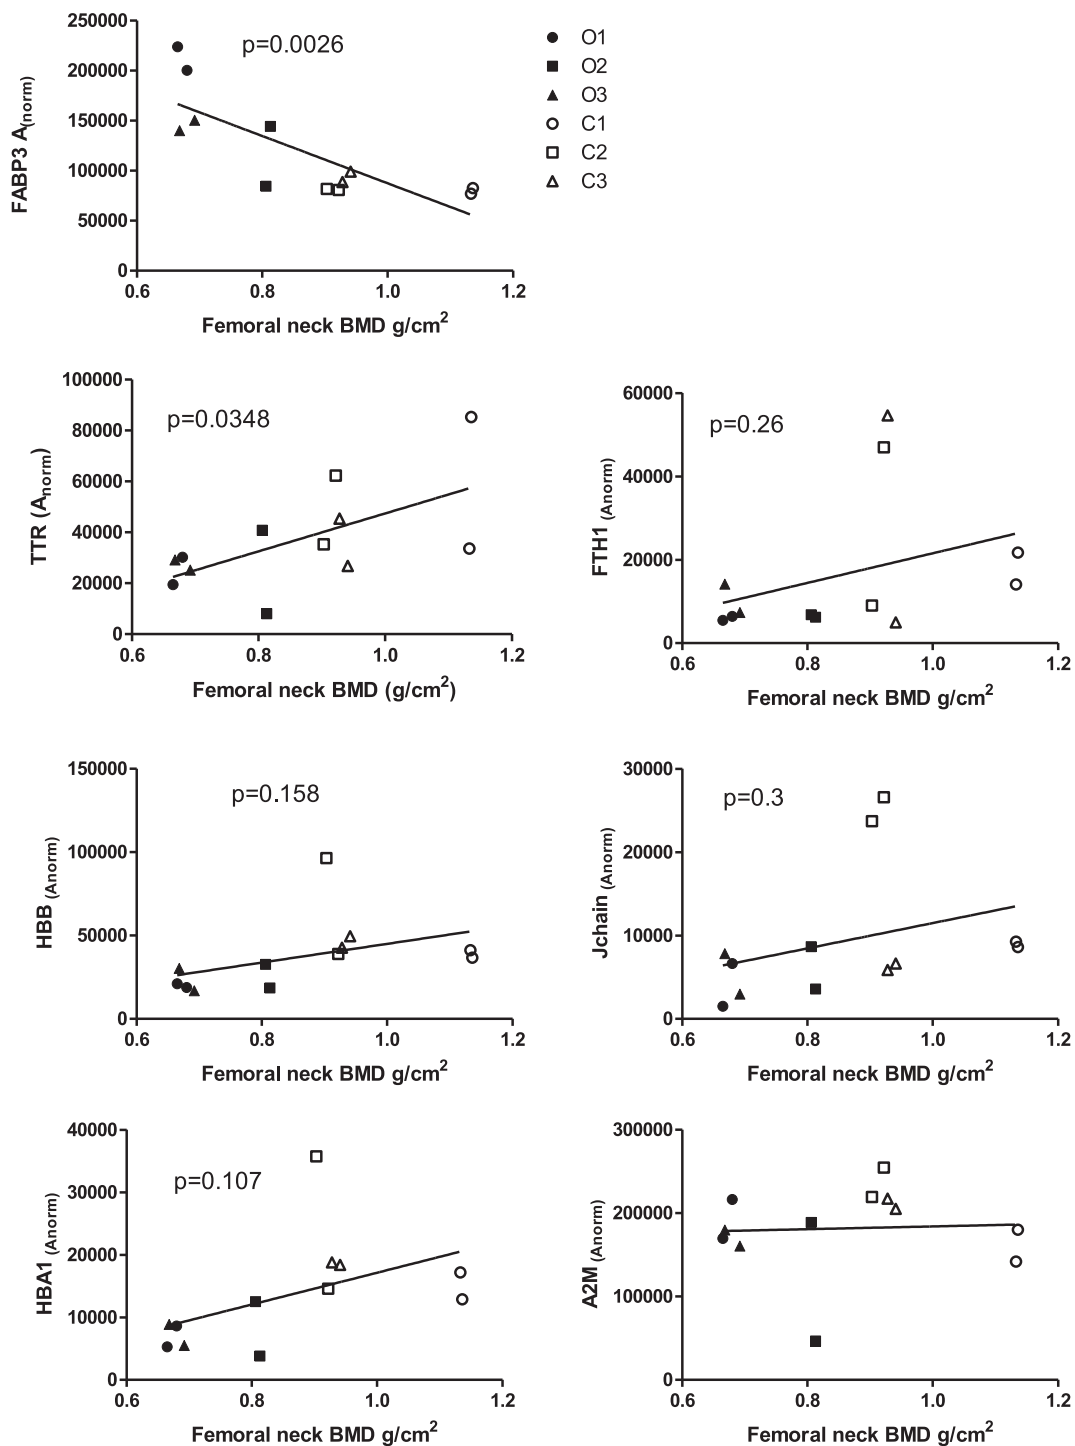 250000
200000
150000
100000
50000
0
FABP3 A(norm)
p=0.0026
0.6 0.8 1.0 1.2
Femoral neck BMD g/cm²
O1
O2
O3
C1
C2
C3
100000
80000
60000
40000
20000
0
TTR (Anorm)
p=0.0348
0.6 0.8 1.0 1.2
Femoral neck BMD (g/cm²)
60000
40000
20000
0
FTH1 (Anorm)
p=0.26
0.6 0.8 1.0 1.2
Femoral neck BMD g/cm²
150000
100000
50000
0
HBB (Anorm)
p=0.158
0.6 0.8 1.0 1.2
Femoral neck BMD g/cm²
30000
20000
10000
0
Jchain (Anorm)
p=0.3
0.6 0.8 1.0 1.2
Femoral neck BMD g/cm²
40000
30000
20000
10000
0
HBA1 (Anorm)
p=0.107
0.6 0.8 1.0 1.2
Femoral neck BMD g/cm²
300000
200000
100000
0
A2M (Anorm)
0.6 0.8 1.0 1.2
Femoral neck BMD g/cm²